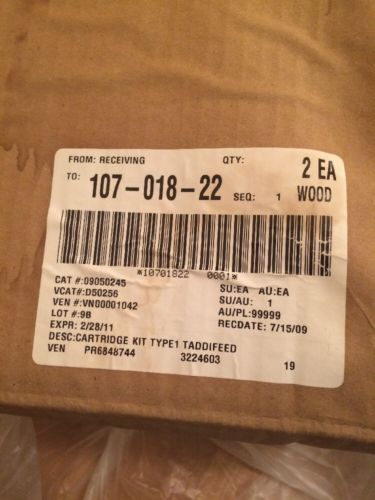 FROM: RECEIVING QTY: 2 EA
TO: 107-018-22 SEQ: 1 WOOD
*10701822 0001*
CAT #:09050245 SU:EA AU:EA
VCAT#:D50256 SU/AU: 1
VEN #:VN00001042 AU/PL:99999
LOT #:9B RECDATE: 7/15/09
EXPR: 2/28/11
DESC:CARTRIDGE KIT TYPE1 TADDIFEED
VEN PR6848744 3224603 19